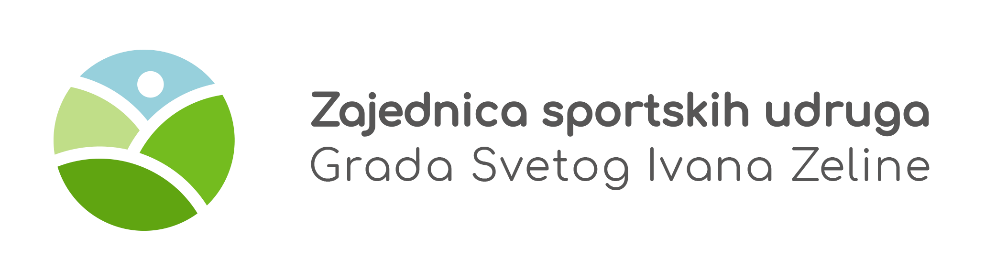 Zajednica sportskih udruga
Grada Svetog Ivana Zeline